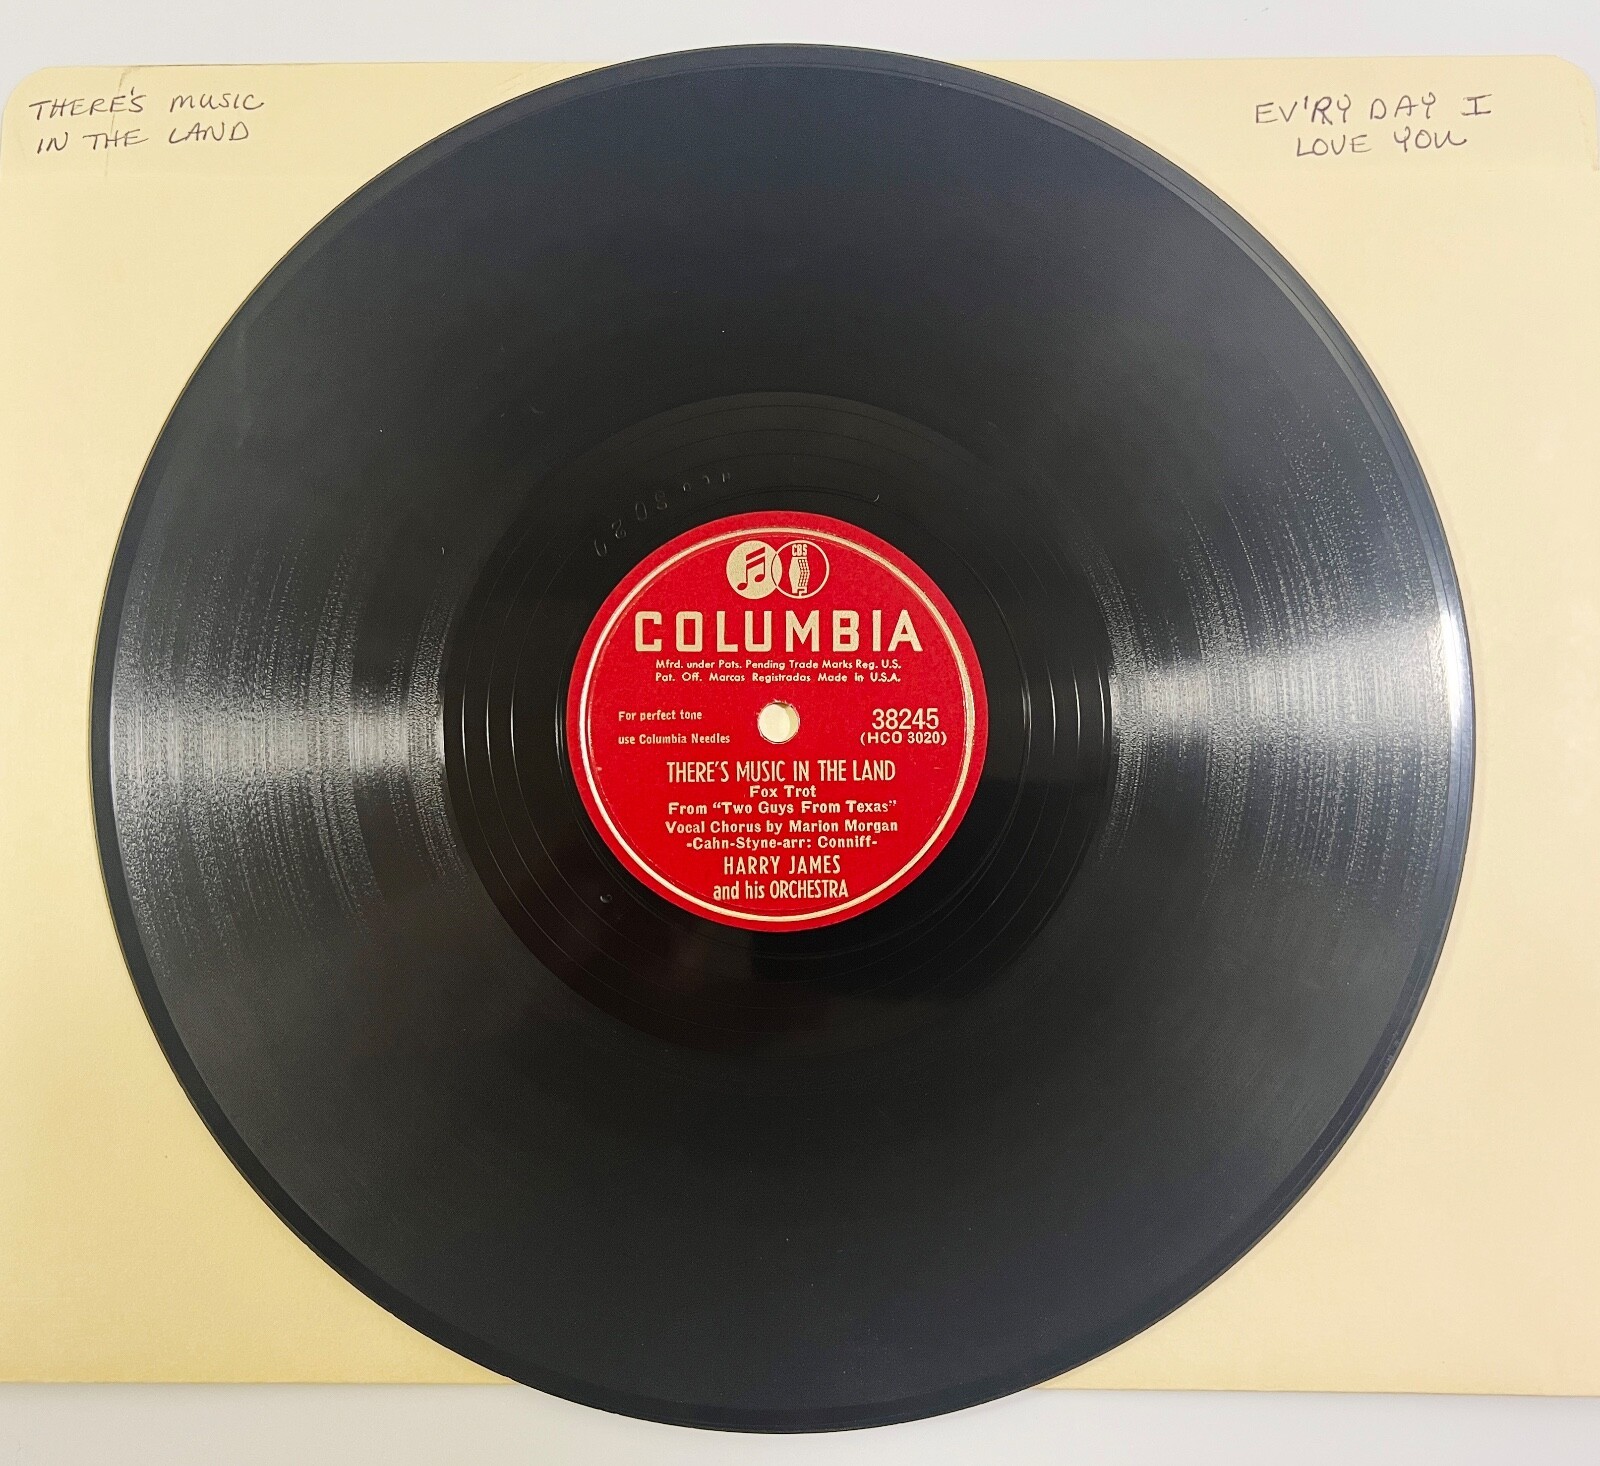 THERE'S MUSIC
IN THE LAND
EV'RY DAY I
LOVE YOU
CBS
COLUMBIA
Mfrd. under Pats. Pending Trade Marks Reg. U.S.
Pat. Off. Marcas Registradas Made in U.S.A.
For perfect tone
use Columbia Needles
38245
(HCO 3020)
THERE'S MUSIC IN THE LAND
Fox Trot
From "Two Guys From Texas"
Vocal Chorus by Marion Morgan
-Cahn-Styne-arr: Conniff-
HARRY JAMES
and his ORCHESTRA